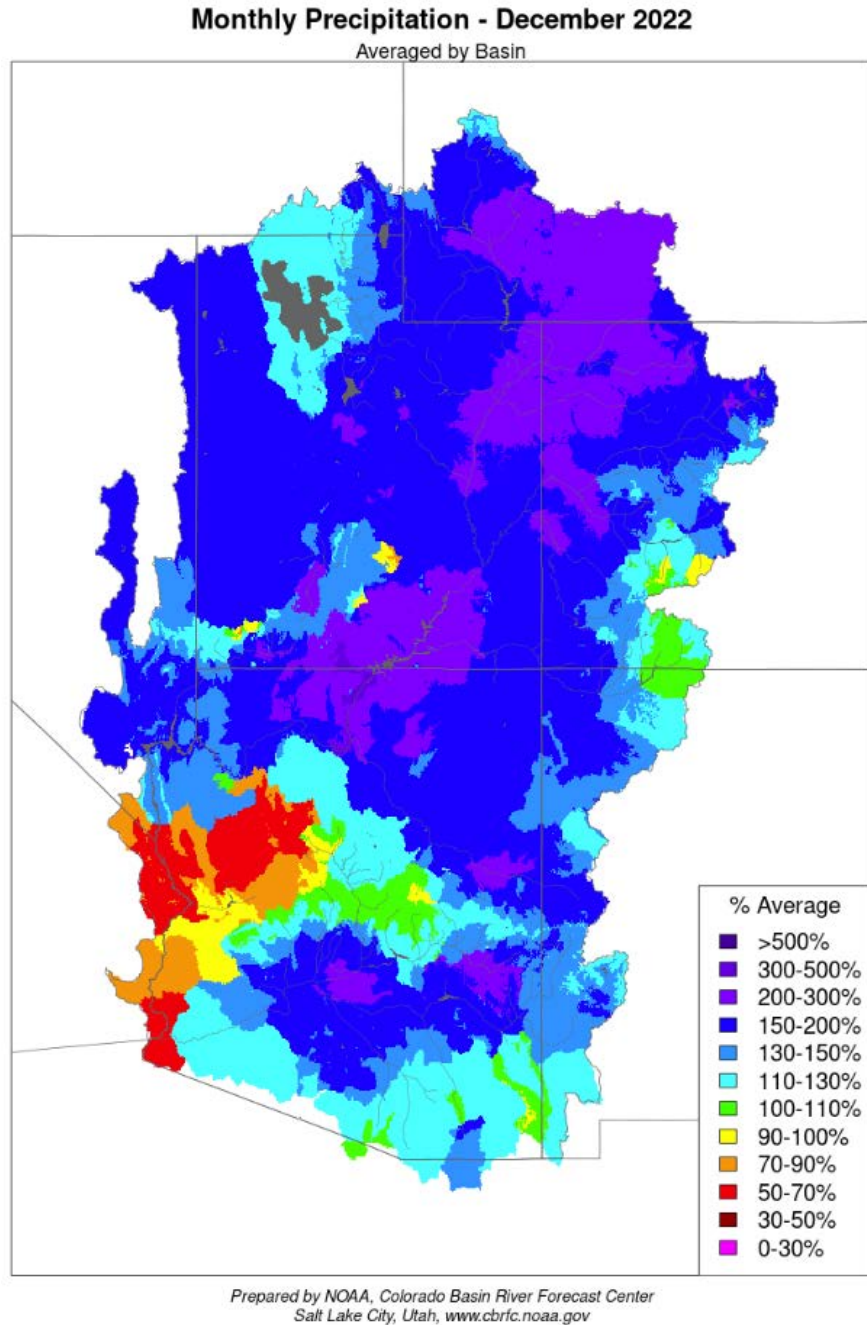 Monthly Precipitation - December 2022
Averaged by Basin
% Average
>500%
300-500%
200-300%
150-200%
130-150%
110-130%
100-110%
90-100%
70-90%
50-70%
30-50%
0-30%
Prepared by NOAA, Colorado Basin River Forecast Center
Salt Lake City, Utah, www.cbrfc.noaa.gov